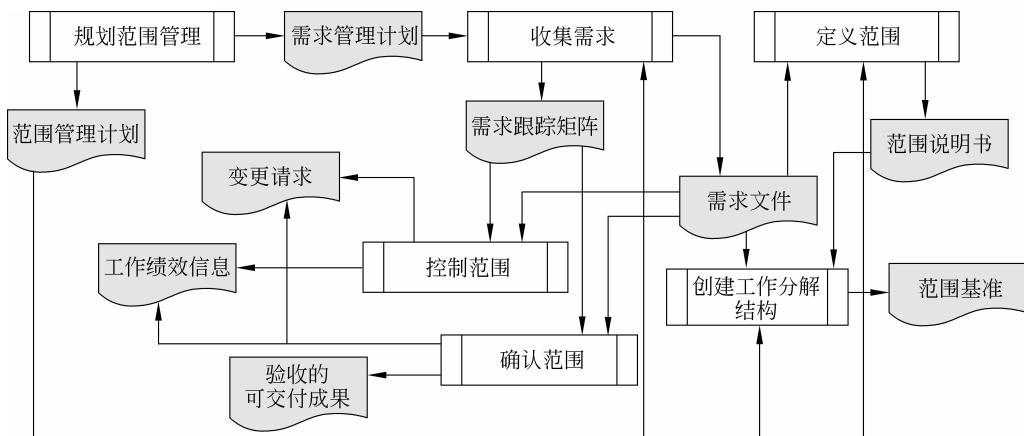 规划范围管理
需求管理计划
收集需求
定义范围
范围管理计划
需求跟踪矩阵
范围说明书
变更请求
需求文件
工作绩效信息
控制范围
创建工作分解
结构
范围基准
确认范围
验收的
可交付成果